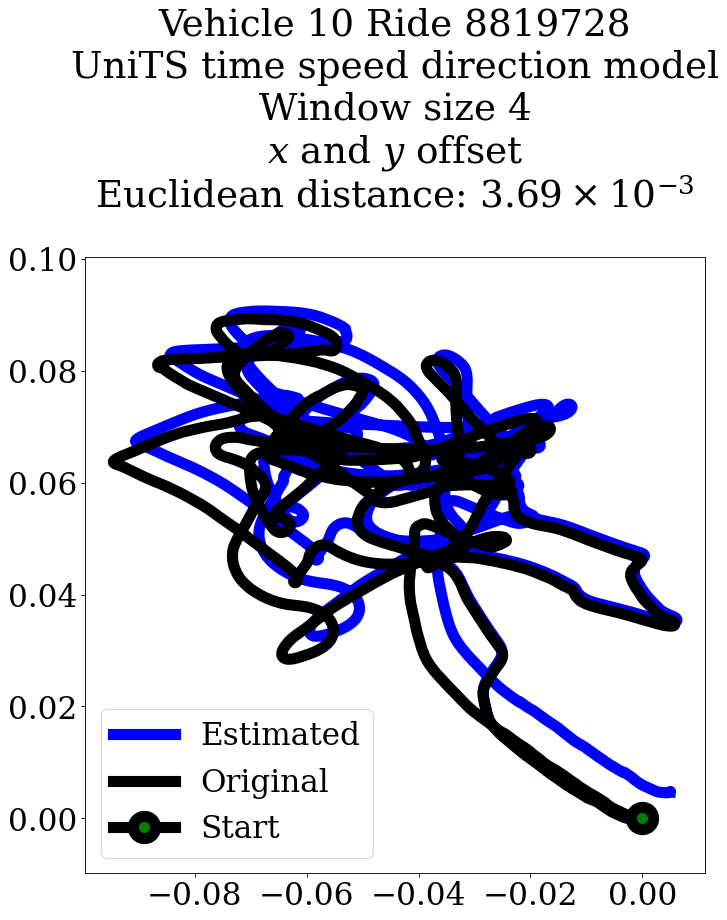 Vehicle 10 Ride 8819728
UniTS time speed direction model
Window size 4
x and y offset
Euclidean distance: 3.69 × 10⁻³
0.10
0.08
0.06
0.04
0.02
0.00
Estimated
Original
Start
−0.08 −0.06 −0.04 −0.02 0.00